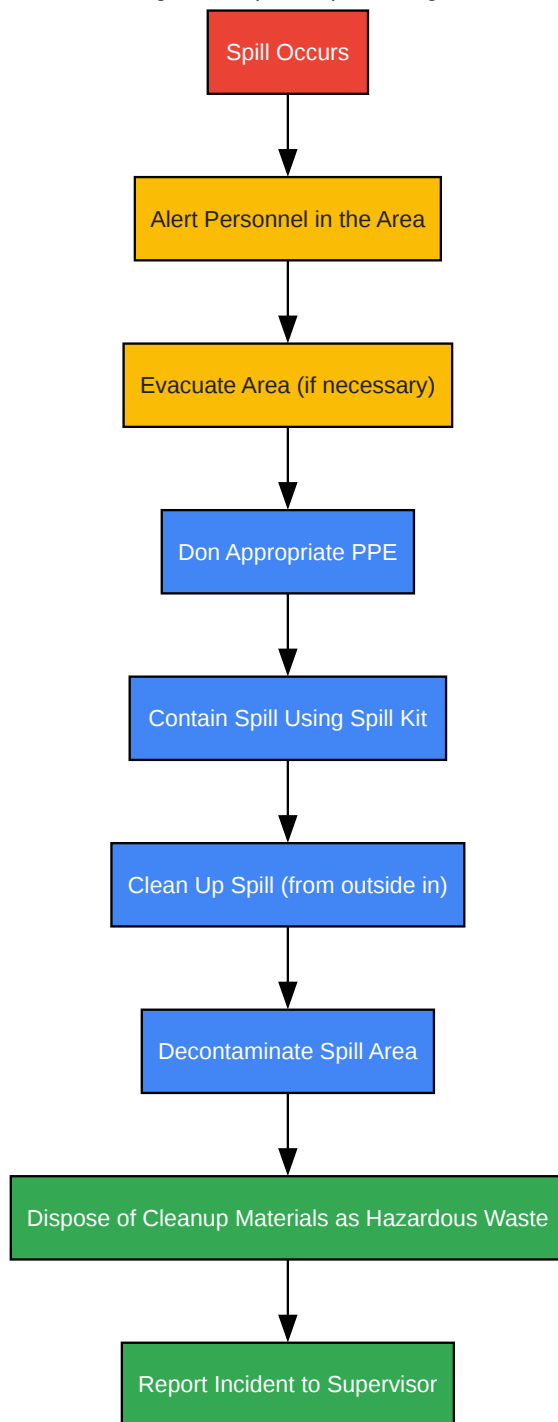 Spill Occurs
Alert Personnel in the Area
Evacuate Area (if necessary)
Don Appropriate PPE
Contain Spill Using Spill Kit
Clean Up Spill (from outside in)
Decontaminate Spill Area
Dispose of Cleanup Materials as Hazardous Waste
Report Incident to Supervisor